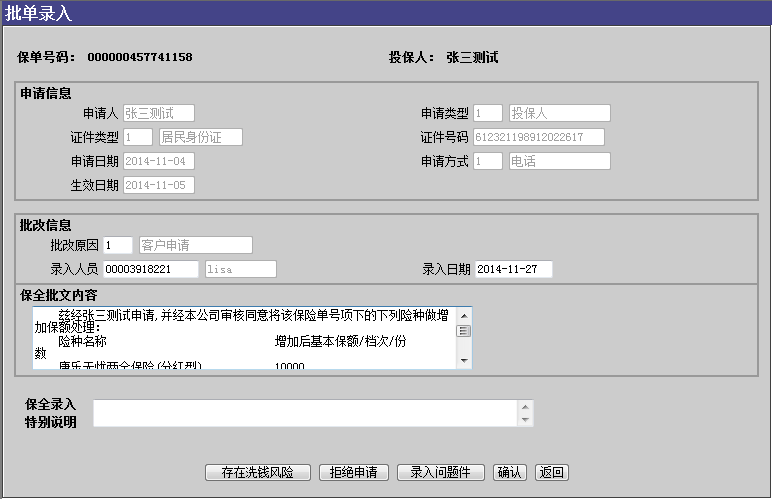 批单录入
保单号码: 000000457741158 投保人: 张三测试
申请信息
申请人 张三测试 申请类型 1 投保人
证件类型 1 居民身份证 证件号码 612321198912022617
申请日期 2014-11-04 申请方式 1 电话
生效日期 2014-11-05
批改信息
批改原因 1 客户申请
录入人员 00003918221 lisa 录入日期 2014-11-27
保全批文内容
兹经张三测试申请,并经本公司审核同意将该保险单号项下的下列险种做增
加保额处理:
险种名称 增加后基本保额/档次/份
数
康乐无忧两全保险(分红型) 10000
保全录入
特别说明
存在洗钱风险 拒绝申请 录入问题件 确认 返回